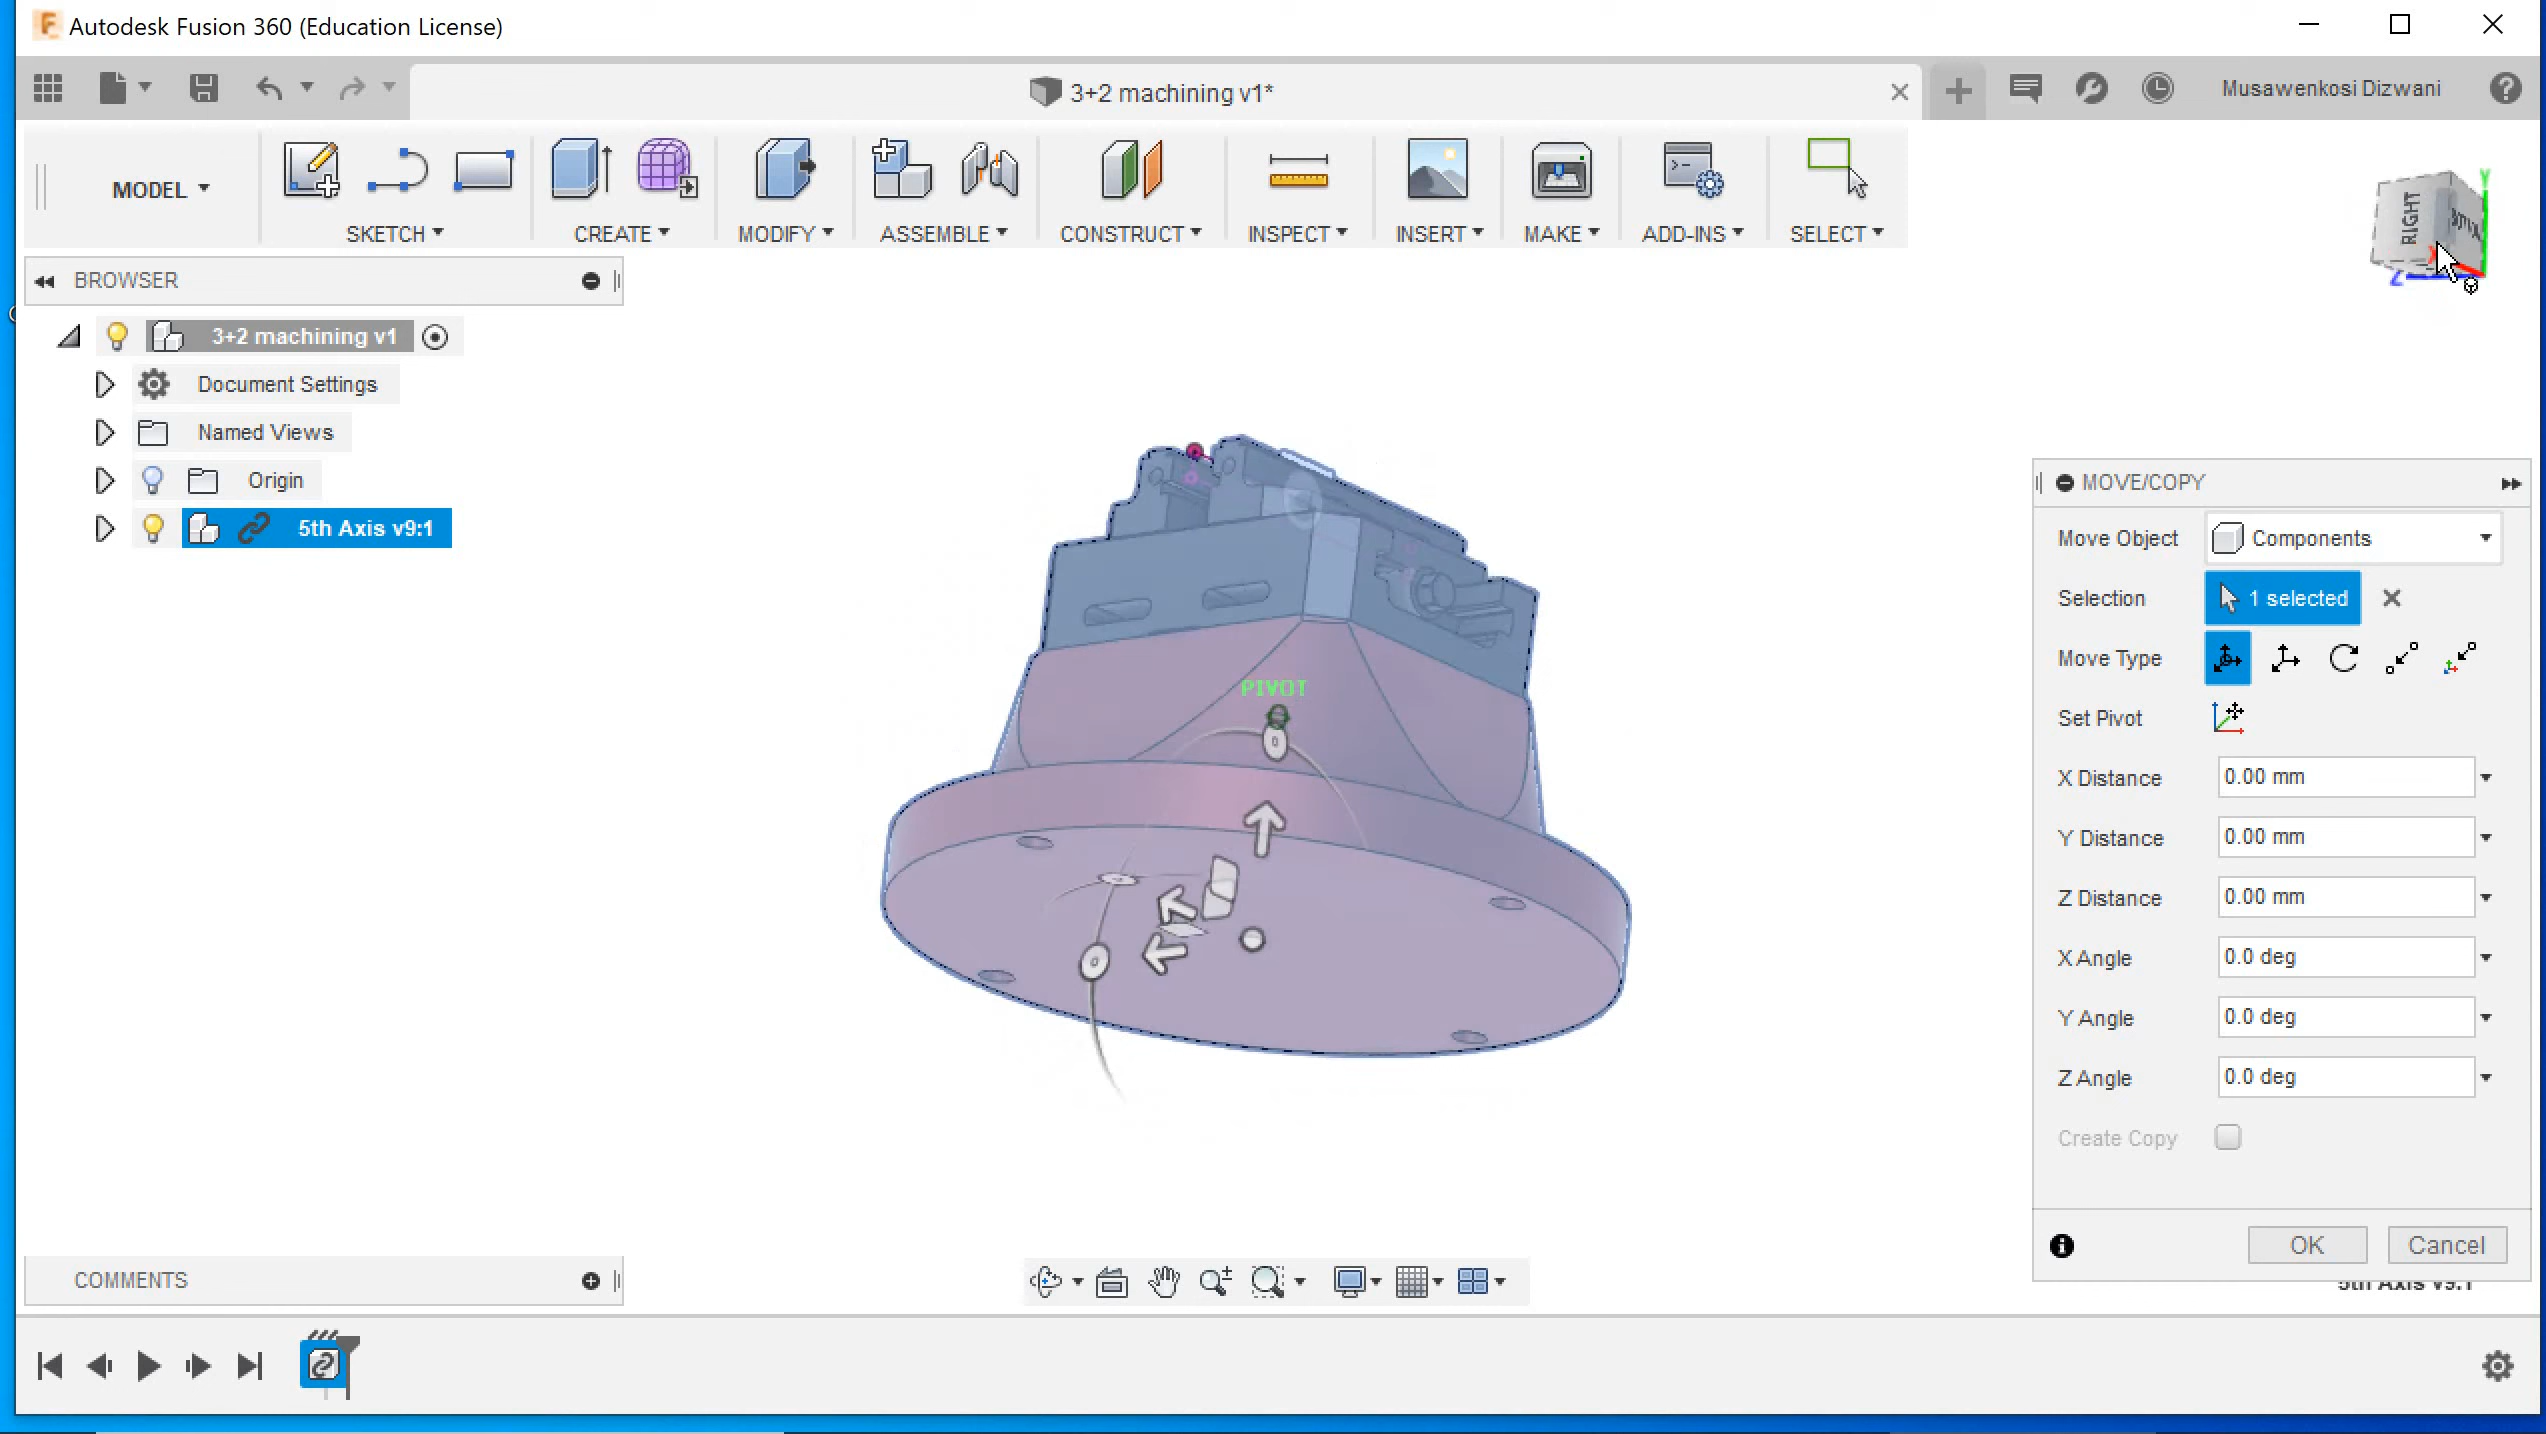 Autodesk Fusion 360 (Education License)
3+2 machining v1*
Musawenkosi Dizwani
MODEL
SKETCH
CREATE
MODIFY
ASSEMBLE
CONSTRUCT
INSPECT
INSERT
MAKE
ADD-INS
SELECT
RIGHT
Y
Z
BROWSER
3+2 machining v1
Document Settings
Named Views
Origin
5th Axis v9:1
PIVOT
MOVE/COPY
Move Object Components
Selection 1 selected
Move Type
Set Pivot
X Distance 0.00 mm
Y Distance 0.00 mm
Z Distance 0.00 mm
X Angle 0.0 deg
Y Angle 0.0 deg
Z Angle 0.0 deg
Create Copy
OK Cancel
5th Axis v9:1
COMMENTS